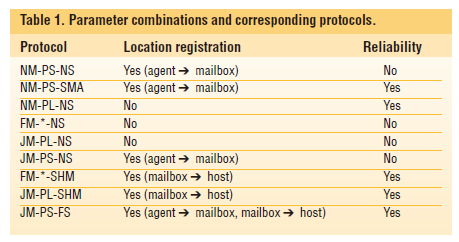 Table 1. Parameter combinations and corresponding protocols.
Protocol Location registration Reliability
NM-PS-NS Yes (agent ➔ mailbox) No
NM-PS-SMA Yes (agent ➔ mailbox) Yes
NM-PL-NS No Yes
FM-*-NS No No
JM-PL-NS No No
JM-PS-NS Yes (agent ➔ mailbox) No
FM-*-SHM Yes (mailbox ➔ host) Yes
JM-PL-SHM Yes (mailbox ➔ host) Yes
JM-PS-FS Yes (agent ➔ mailbox, mailbox ➔ host) Yes